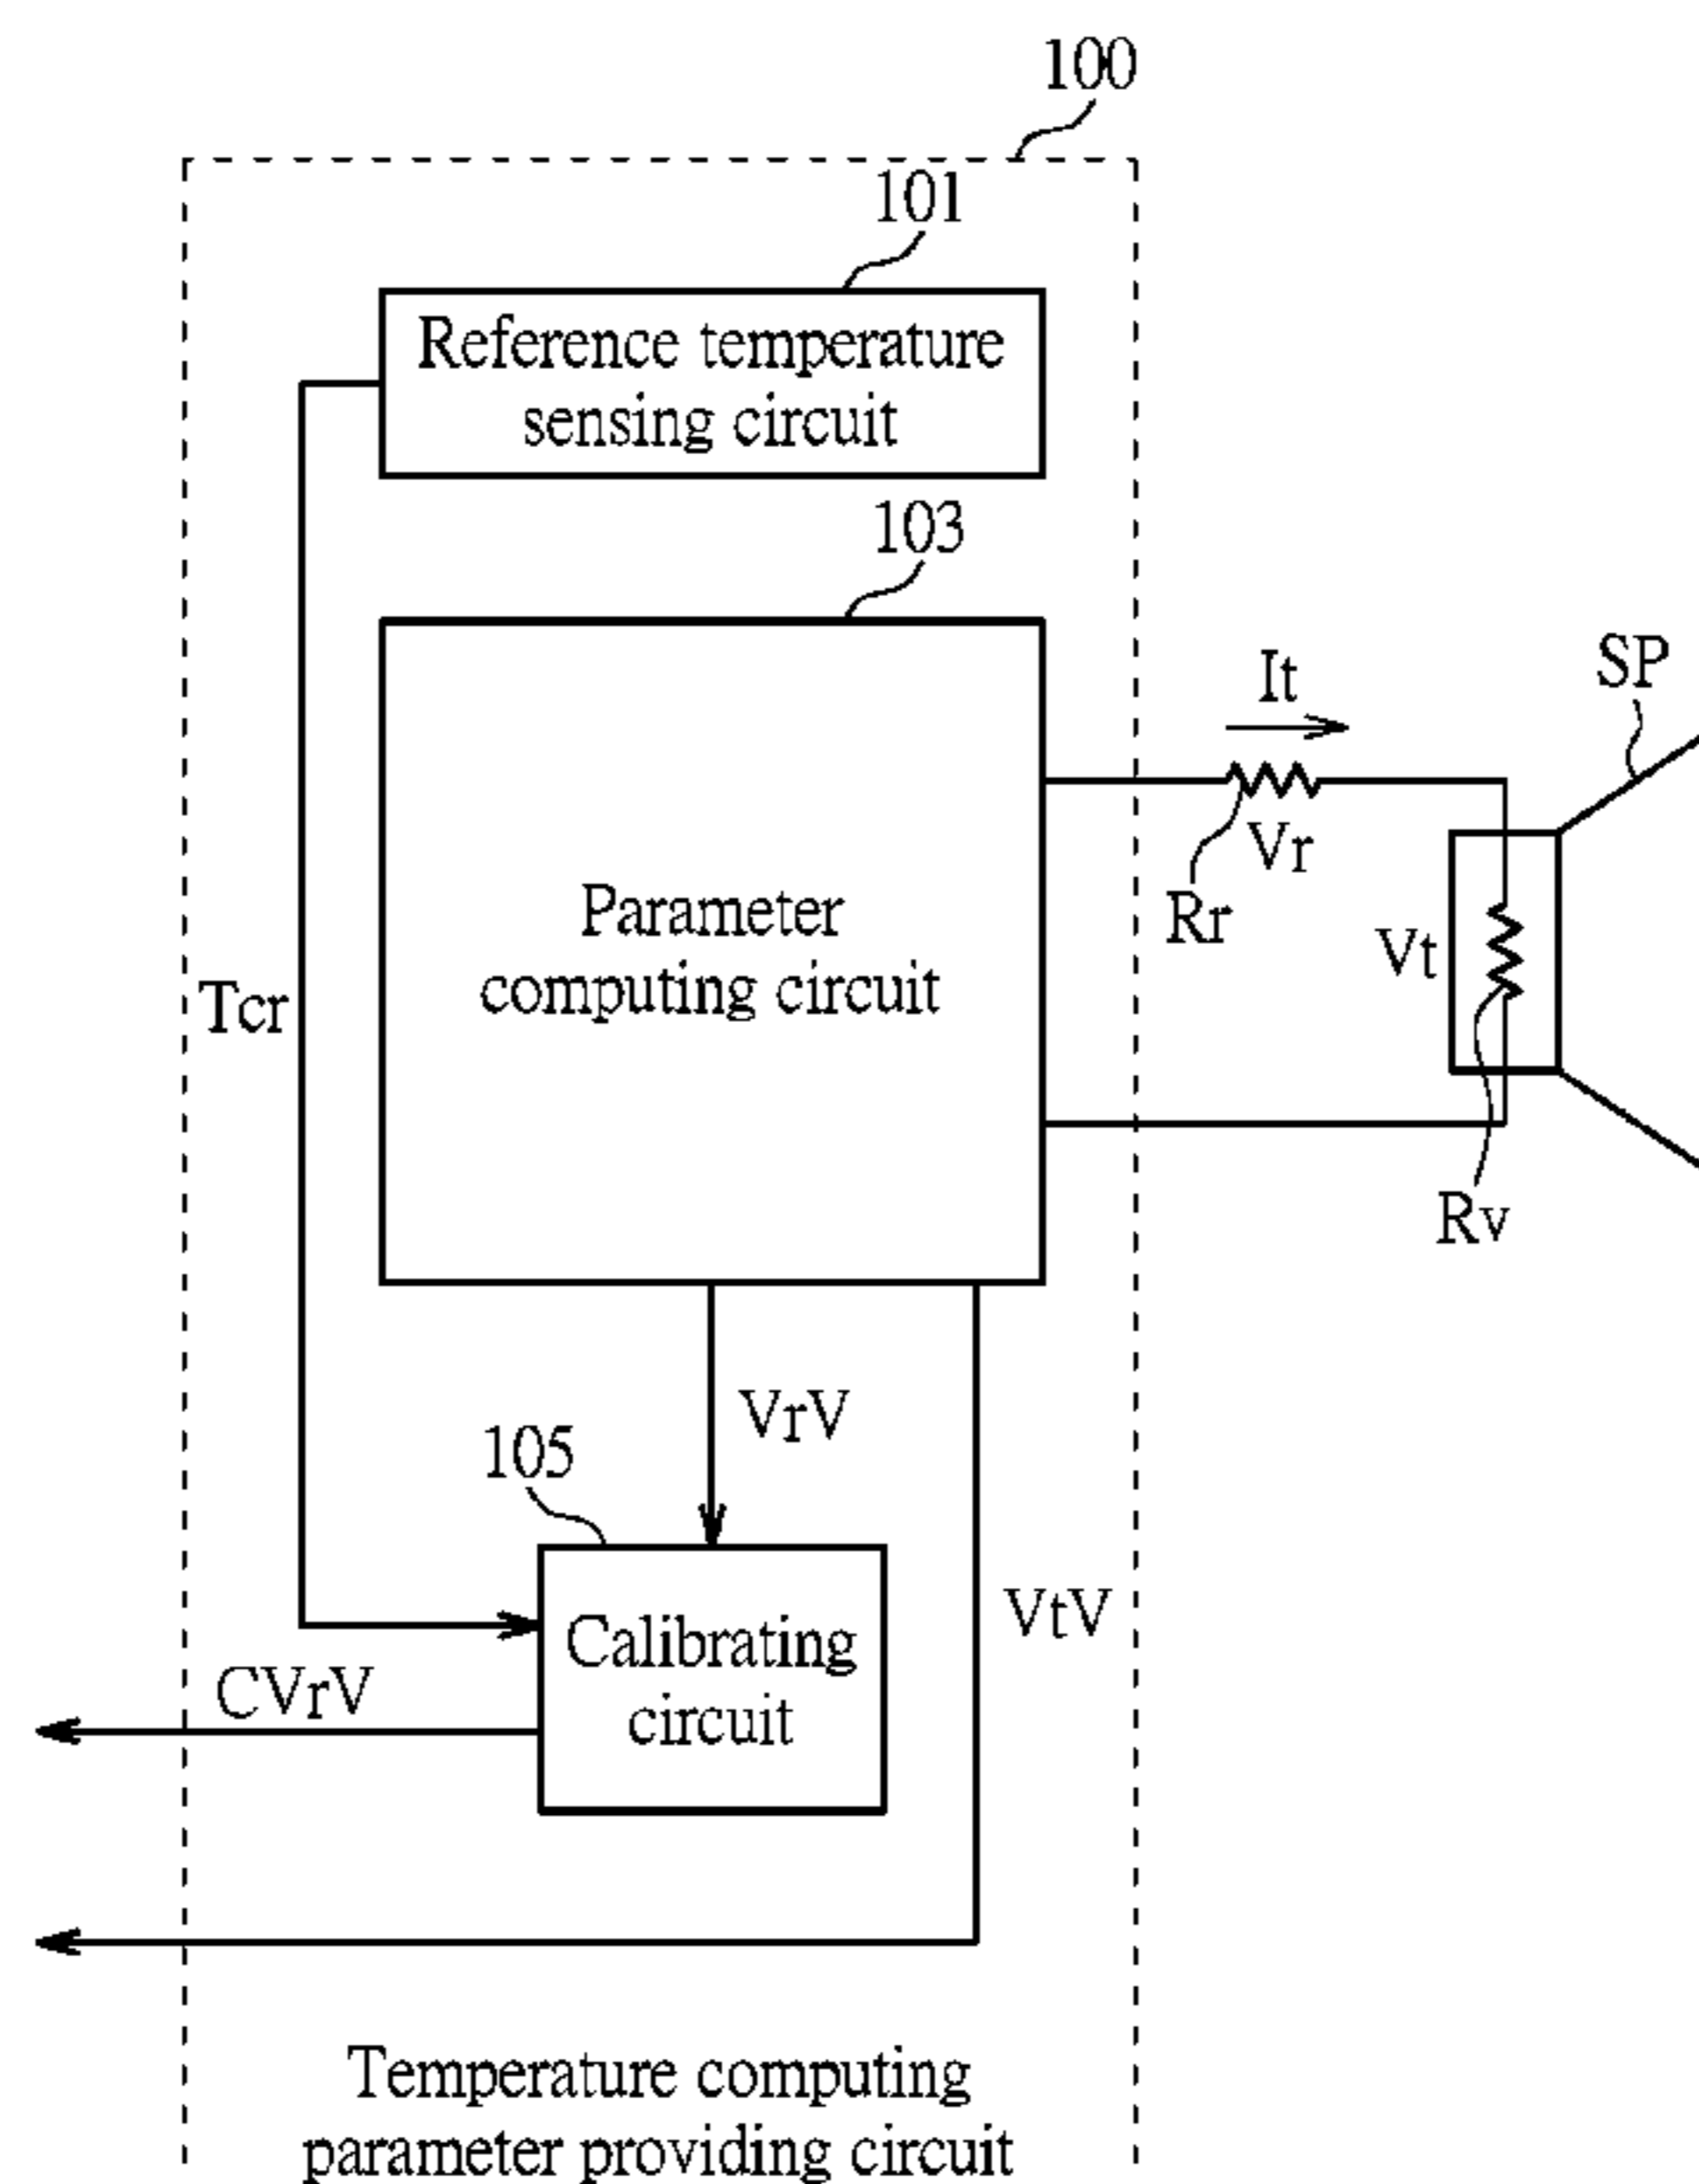 100
101
Reference temperature
sensing circuit
103
It
SP
Vr
Rr
Parameter
computing circuit
Vt
Tcr
Rv
VrV
105
VtV
Calibrating
circuit
CVrV
Temperature computing
parameter providing circuit